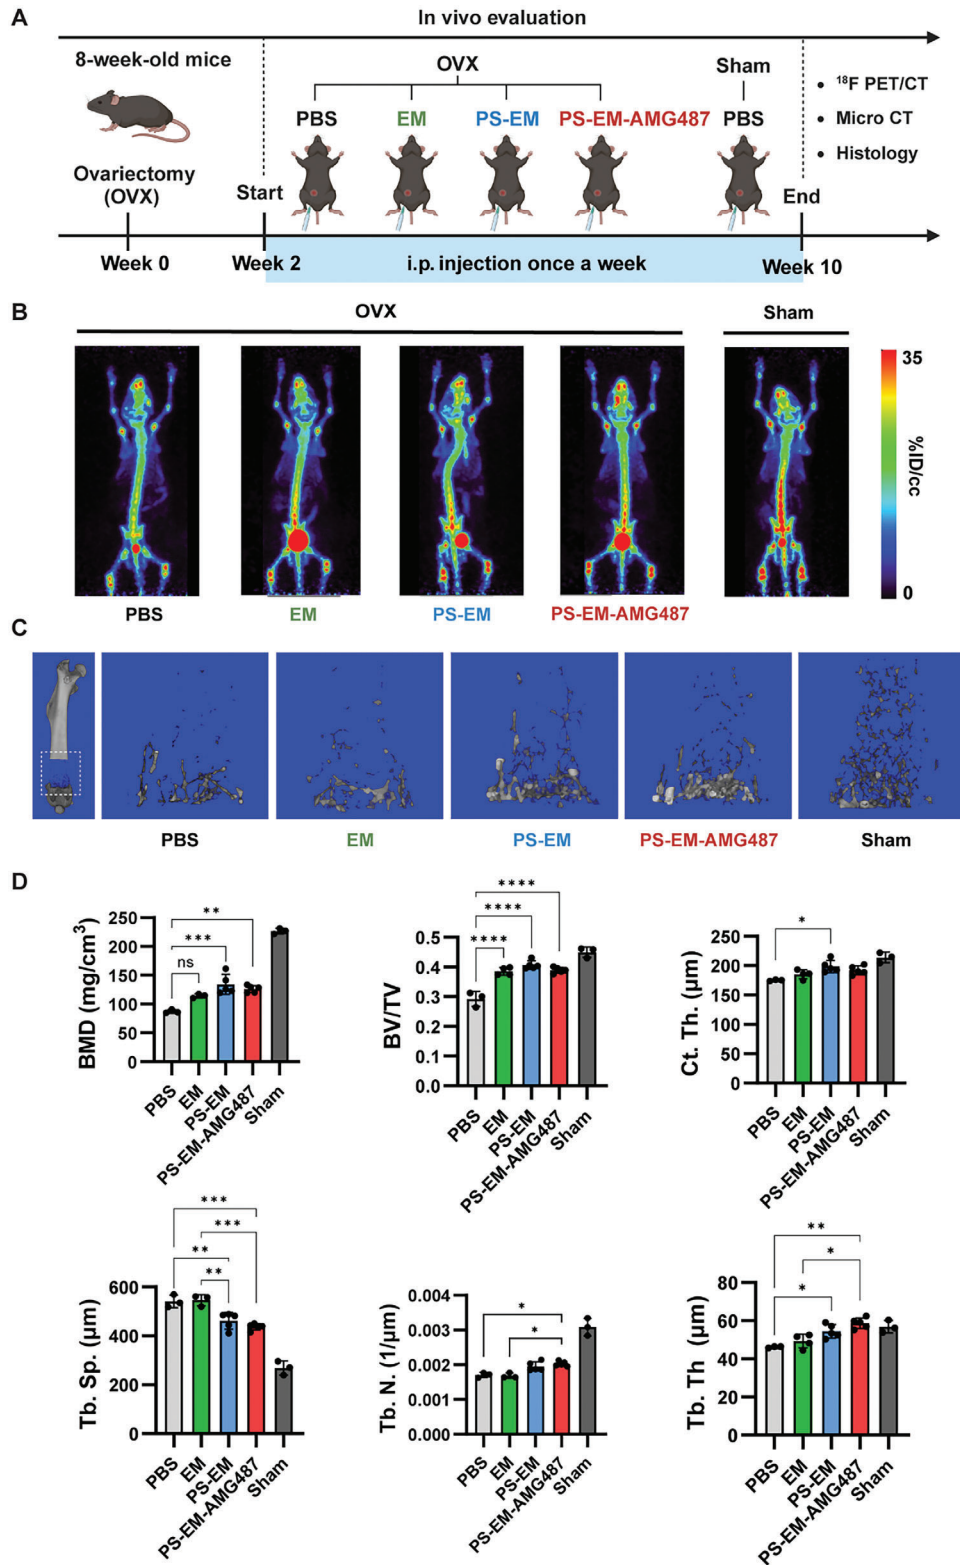 A
In vivo evaluation
8-week-old mice
OVX
Sham
PBS EM PS-EM PS-EM-AMG487 PBS
• ¹⁸F PET/CT
• Micro CT
• Histology
Ovariectomy
(OVX)
Start
End
Week 0 Week 2 i.p. injection once a week Week 10
B
OVX Sham
35
%ID/cc
0
PBS EM PS-EM PS-EM-AMG487
C
PBS EM PS-EM PS-EM-AMG487 Sham
D
BMD (mg/cm³)
250
200
150
100
50
0
ns
***
**
PBS
EM
PS-EM
PS-EM-AMG487
Sham
BV/TV
0.5
0.4
0.3
0.2
0.1
0.0
****
****
****
PBS
EM
PS-EM
PS-EM-AMG487
Sham
Ct. Th. (μm)
250
200
150
100
50
0
*
PBS
EM
PS-EM
PS-EM-AMG487
Sham
Tb. Sp. (μm)
600
400
200
0
***
***
**
**
PBS
EM
PS-EM
PS-EM-AMG487
Sham
Tb. N. (1/μm)
0.004
0.003
0.002
0.001
0.000
*
*
PBS
EM
PS-EM
PS-EM-AMG487
Sham
Tb. Th (μm)
80
60
40
20
0
**
*
*
PBS
EM
PS-EM
PS-EM-AMG487
Sham